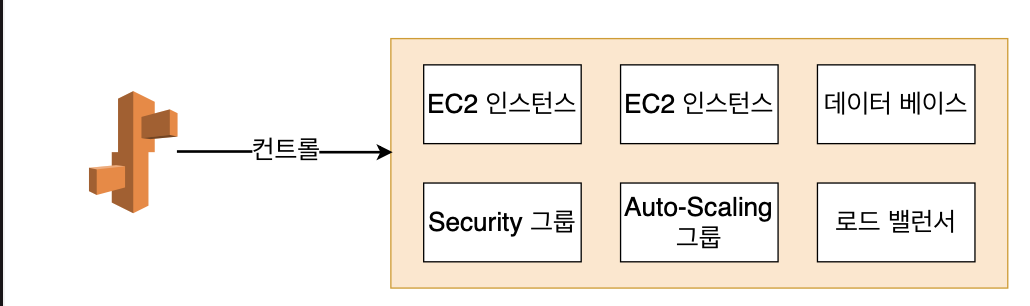 컨트롤
EC2 인스턴스
EC2 인스턴스
데이터 베이스
Security 그룹
Auto-Scaling
그룹
로드 밸런서